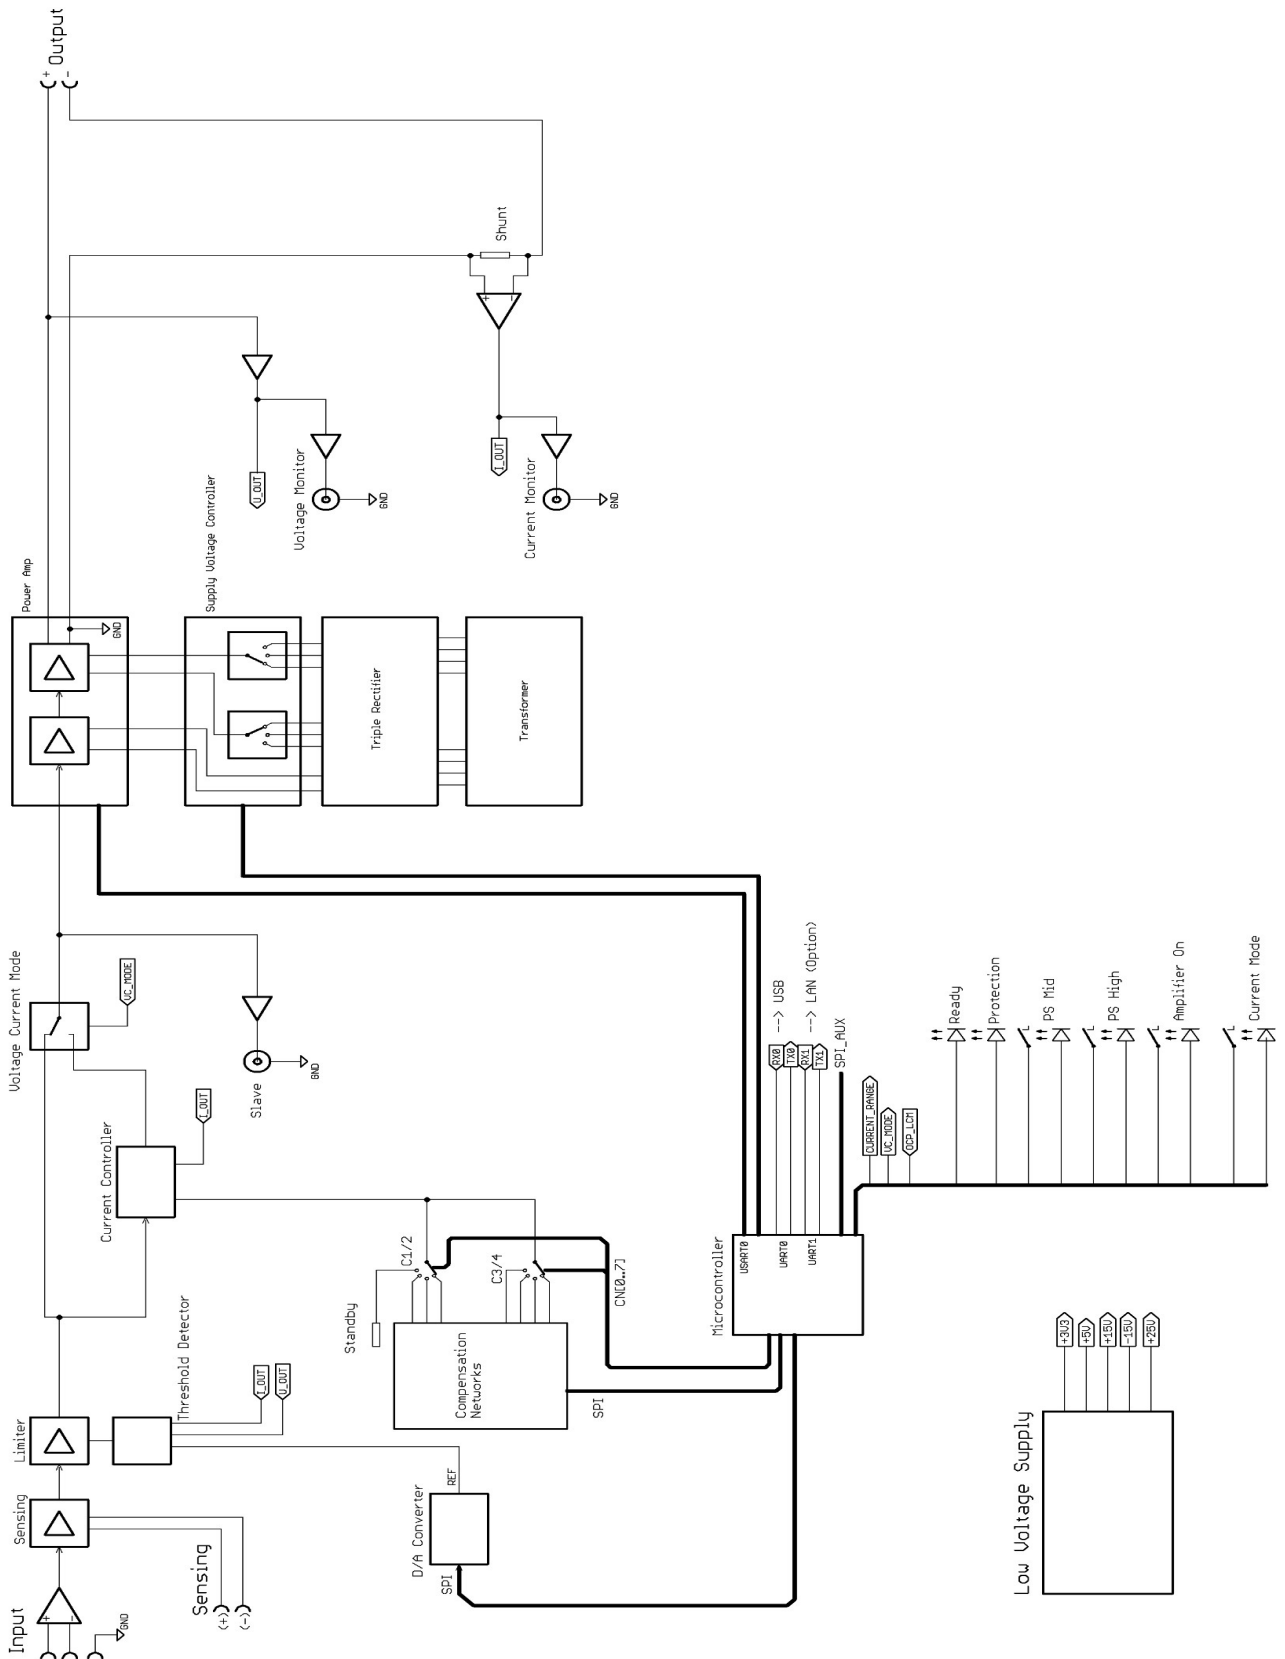 Input
+
-
GND
Sensing
Sensing
(+)
(-)
Limiter
Threshold Detector
I_OUT
U_OUT
D/A Converter
REF
SPI
Current Controller
I_OUT
Voltage Current Mode
VC_MODE
Slave
GND
Standby
C1/2
C3/4
Compensation
Networks
SPI
CN[0..7]
Power Amp
GND
Supply Voltage Controller
Triple Rectifier
Transformer
+
-
Output
U_OUT
Voltage Monitor
GND
Shunt
+
-
I_OUT
Current Monitor
GND
Microcontroller
USART0
UART0
UART1
RX0
TX0
--> USB
RX1
TX1
--> LAN (Option)
SPI_AUX
CURRENT_RANGE
VC_MODE
OCP_LCM
Ready
Protection
PS Mid
PS High
Amplifier On
Current Mode
Low Voltage Supply
+3V3
+5V
+15V
-15V
+25V